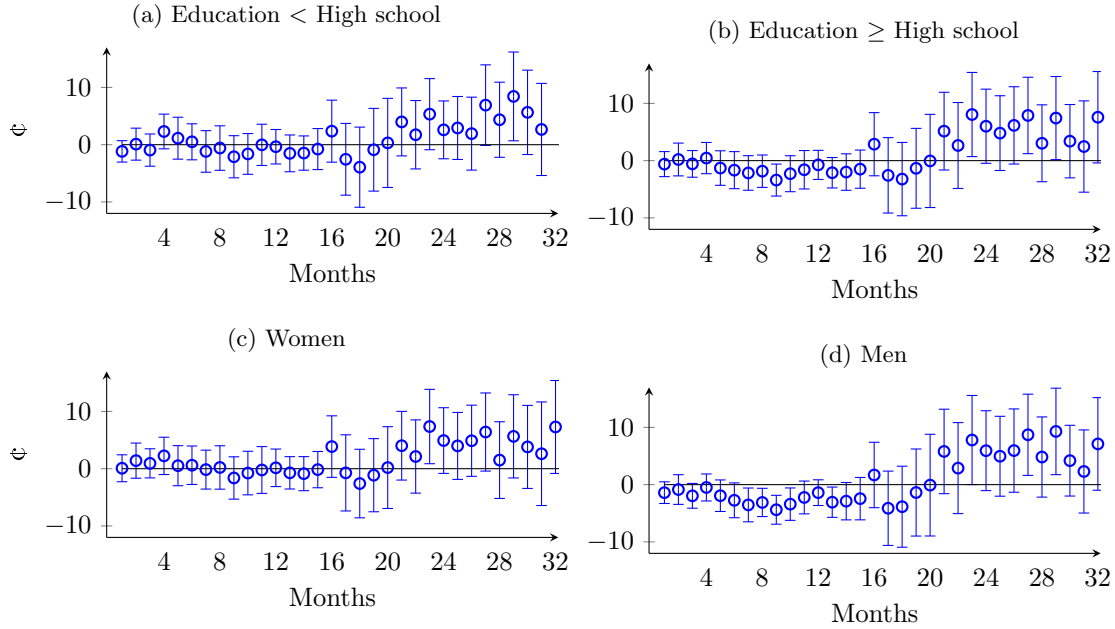 (a) Education < High school
10
0
−10
¢
4 8 12 16 20 24 28 32
Months
(b) Education ≥ High school
10
0
−10
4 8 12 16 20 24 28 32
Months
(c) Women
10
0
−10
¢
4 8 12 16 20 24 28 32
Months
(d) Men
10
0
−10
4 8 12 16 20 24 28 32
Months